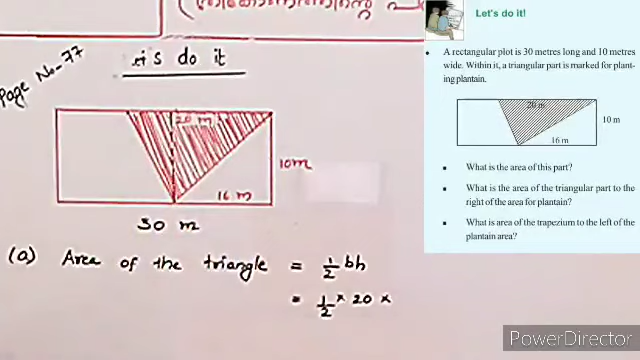 Let's do it!
A rectangular plot is 30 metres long and 10 metres
wide. Within it, a triangular part is marked for plant-
ing plantain.
20 m
10 m
16 m
What is the area of this part?
What is the area of the triangular part to the
right of the area for plantain?
What is area of the trapezium to the left of the
plantain area?
Page No-77
Let's do it
20 m
10m
16 m
30 m
(a) Area of the triangle = 1/2 bh
= 1/2 × 20 ×
PowerDirector